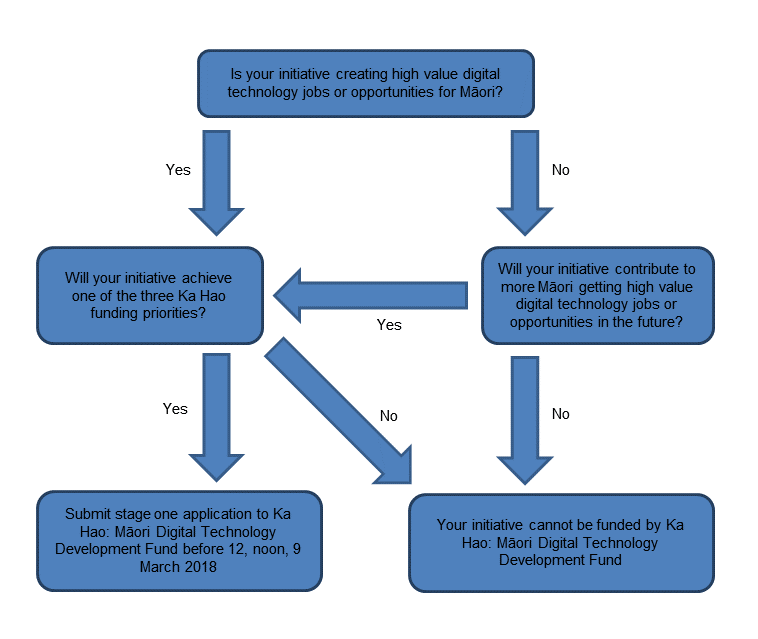 Is your initiative creating high value digital
technology jobs or opportunities for Māori?
Yes
No
Will your initiative achieve
one of the three Ka Hao
funding priorities?
Will your initiative contribute to
more Māori getting high value
digital technology jobs or
opportunities in the future?
Yes
Yes
No
No
Submit stage one application to Ka
Hao: Māori Digital Technology
Development Fund before 12, noon, 9
March 2018
Your initiative cannot be funded by Ka
Hao: Māori Digital Technology
Development Fund